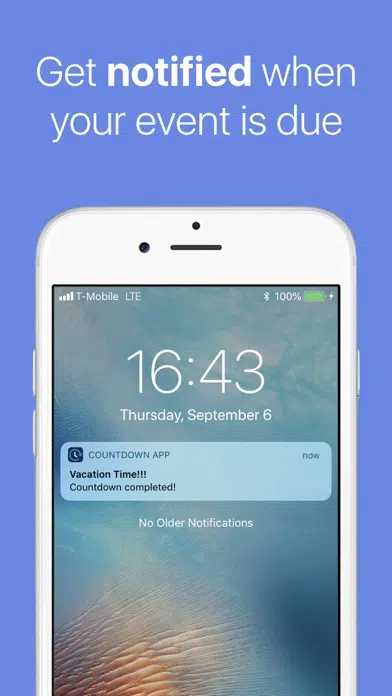 Get notified when
your event is due
T-Mobile LTE
100%
16:43
Thursday, September 6
COUNTDOWN APP
now
Vacation Time!!!
Countdown completed!
No Older Notifications